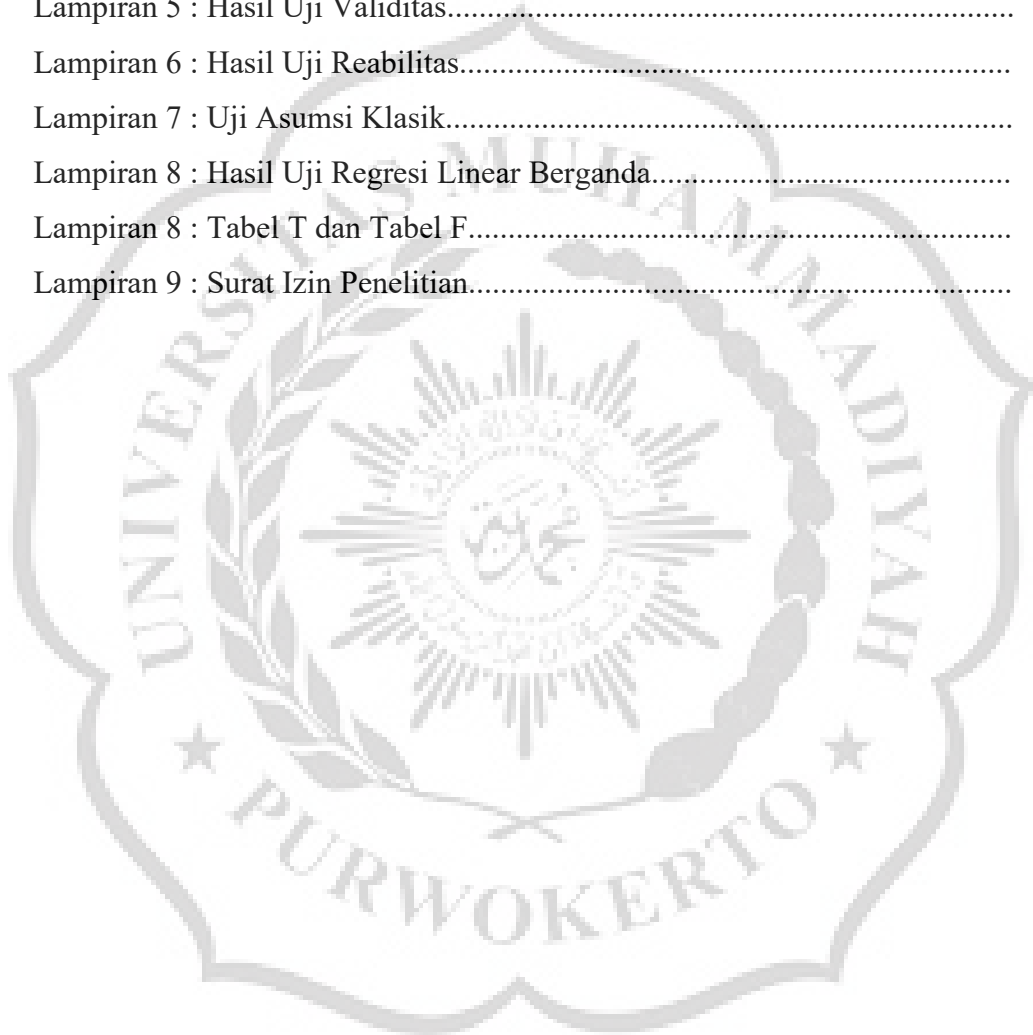 Lampiran 5 : Hasil Uji Validitas..........................................................................
Lampiran 6 : Hasil Uji Reabilitas........................................................................
Lampiran 7 : Uji Asumsi Klasik..........................................................................
Lampiran 8 : Hasil Uji Regresi Linear Berganda...............................................
Lampiran 8 : Tabel T dan Tabel F.......................................................................
Lampiran 9 : Surat Izin Penelitian.......................................................................
UNIVERSITAS MUHAMMADIYAH
★ PURWOKERTO ★